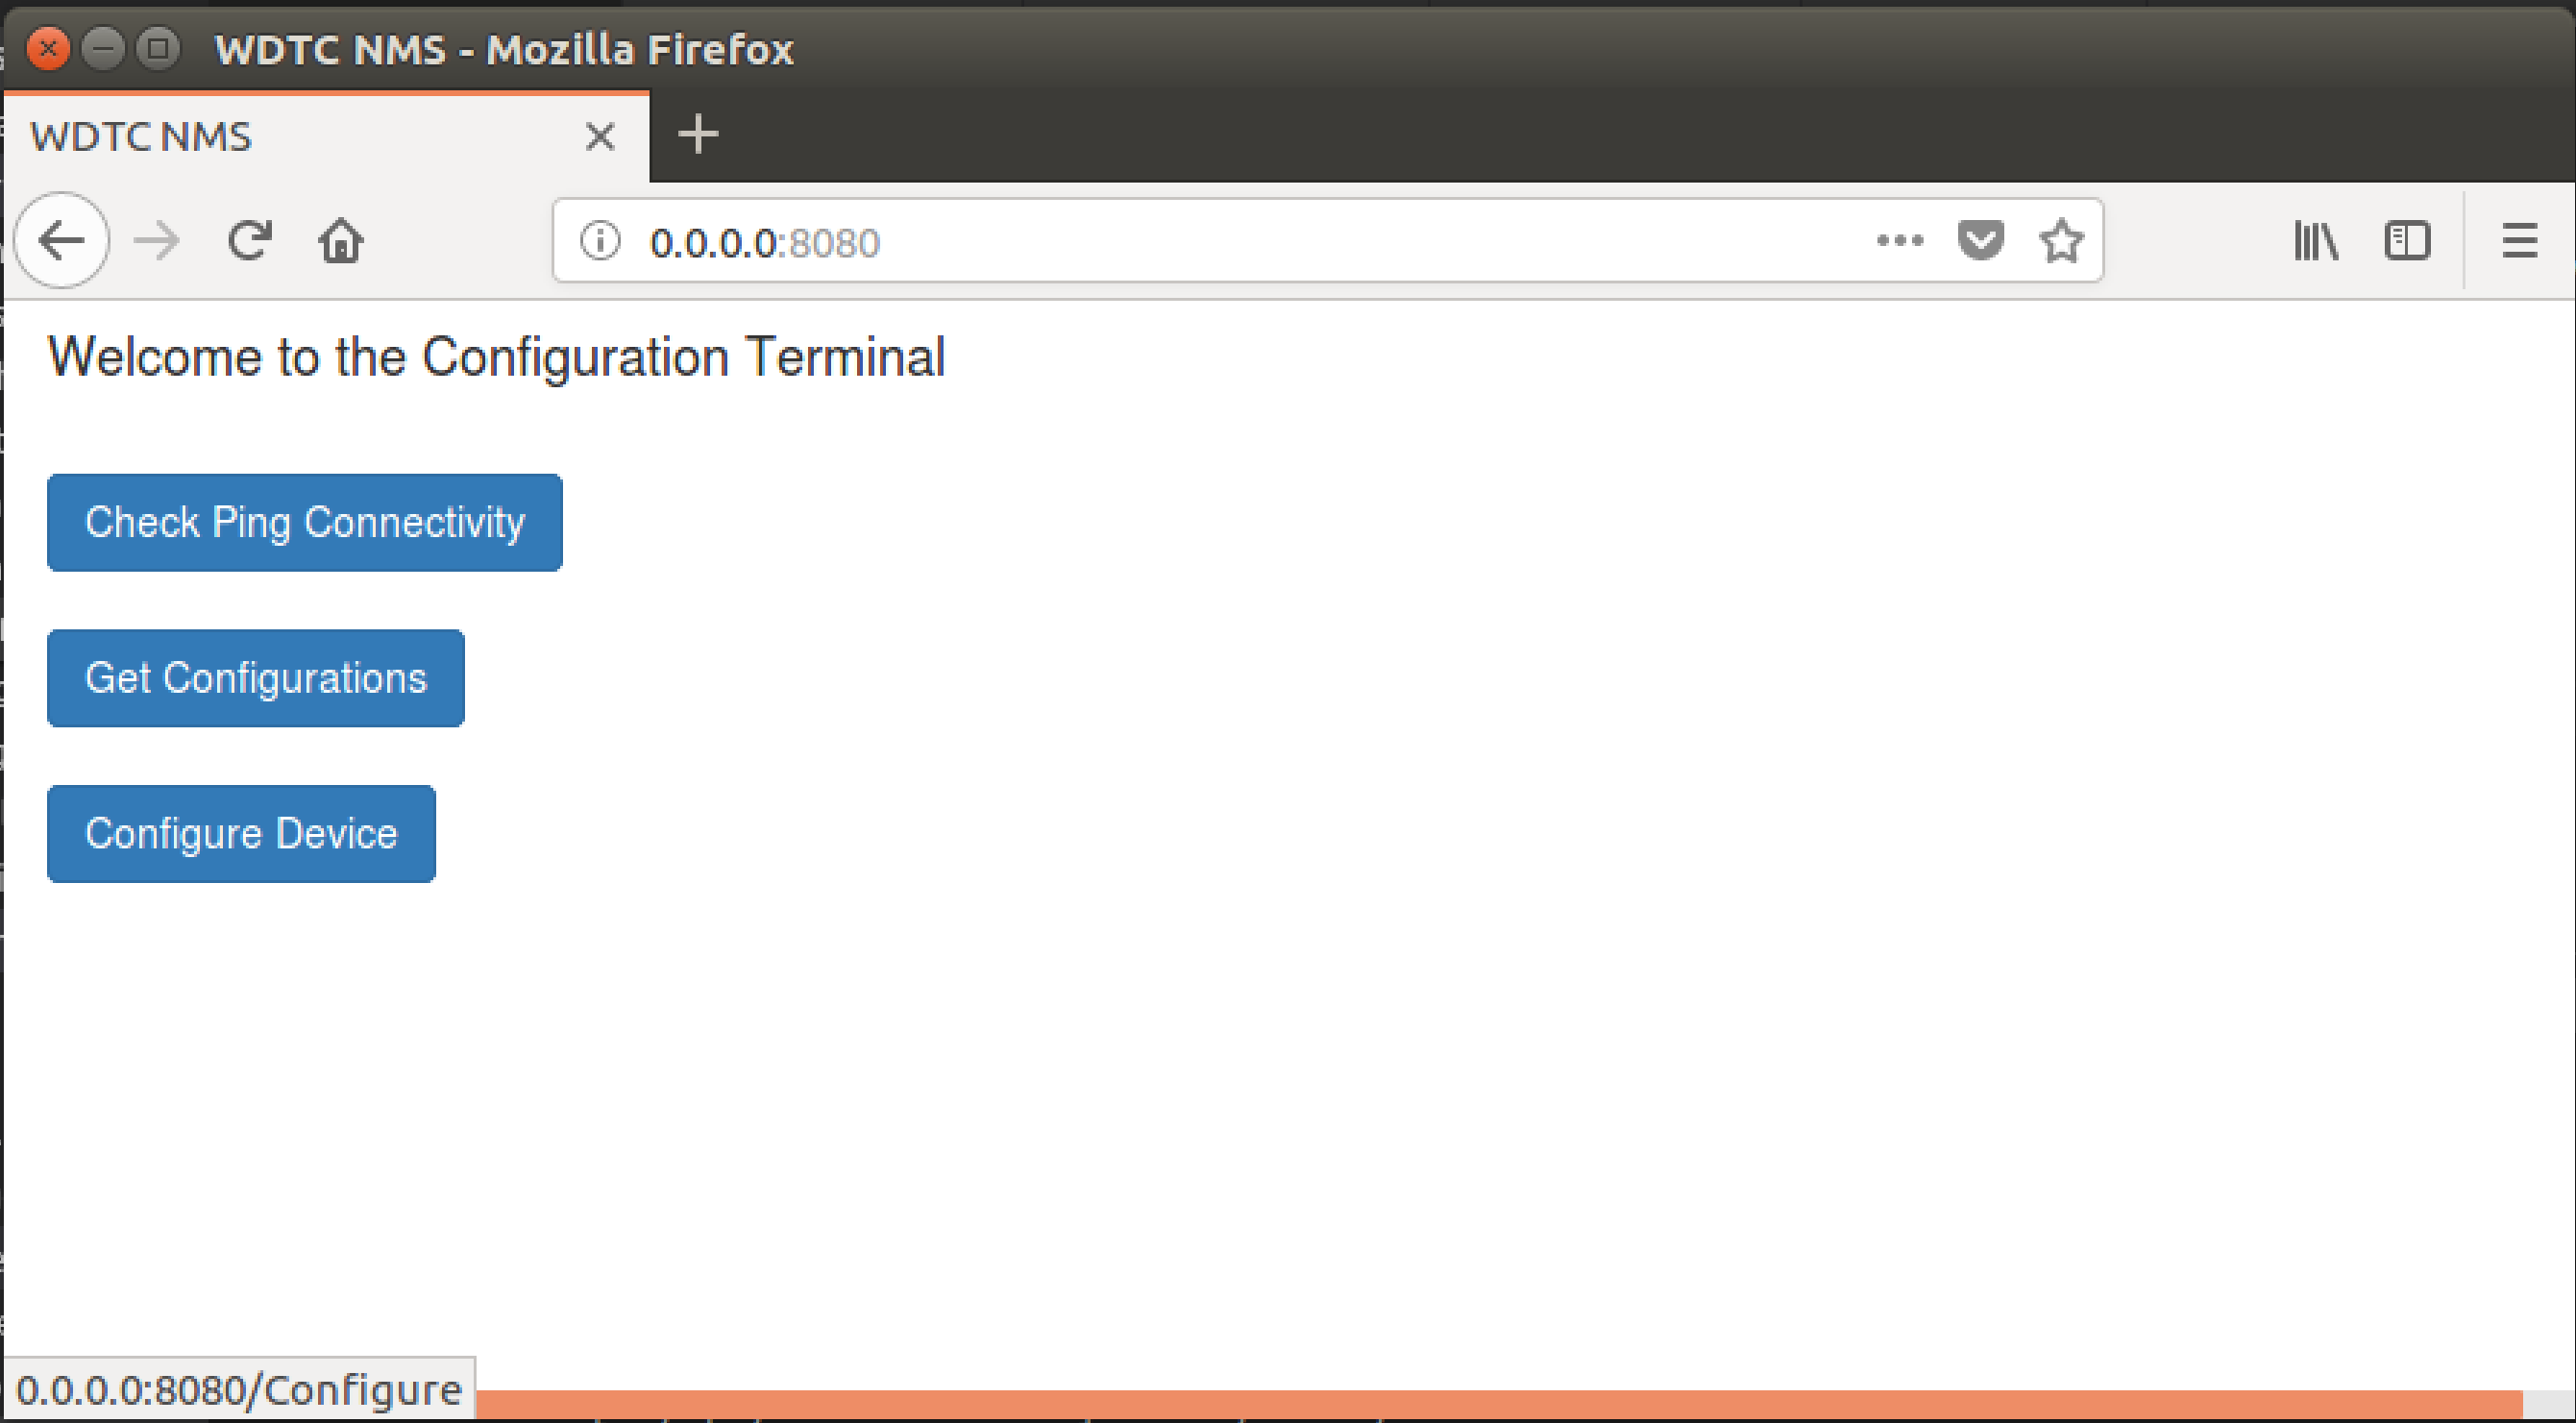 WDTC NMS - Mozilla Firefox
WDTC NMS
0.0.0.0:8080
Welcome to the Configuration Terminal
Check Ping Connectivity
Get Configurations
Configure Device
0.0.0.0:8080/Configure